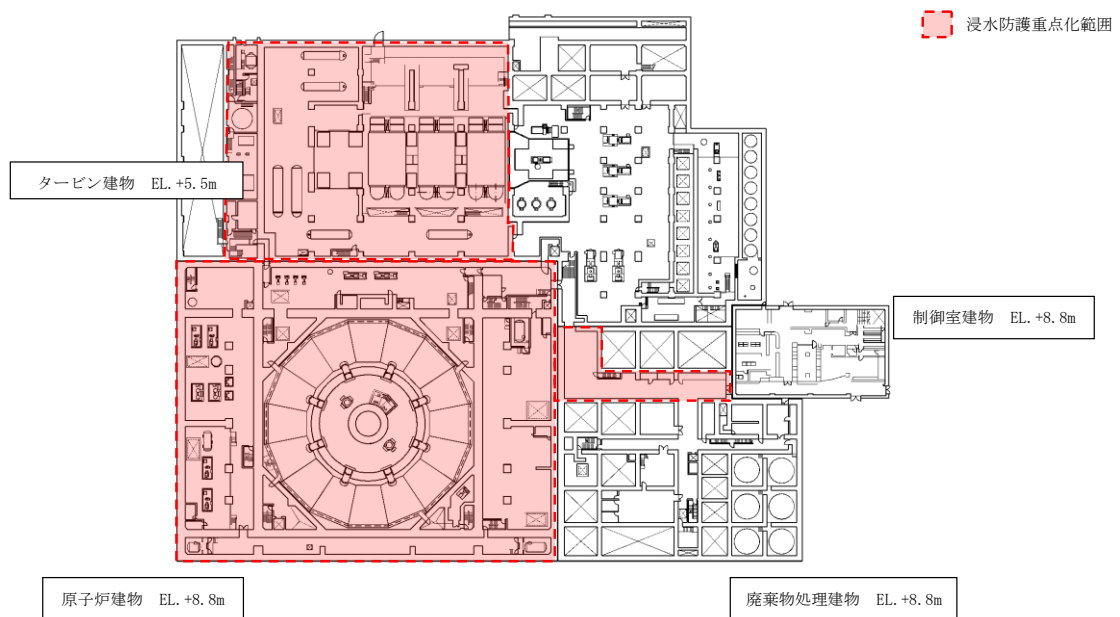 浸水防護重点化範囲
タービン建物 EL.+5.5m
制御室建物 EL.+8.8m
原子炉建物 EL.+8.8m
廃棄物処理建物 EL.+8.8m